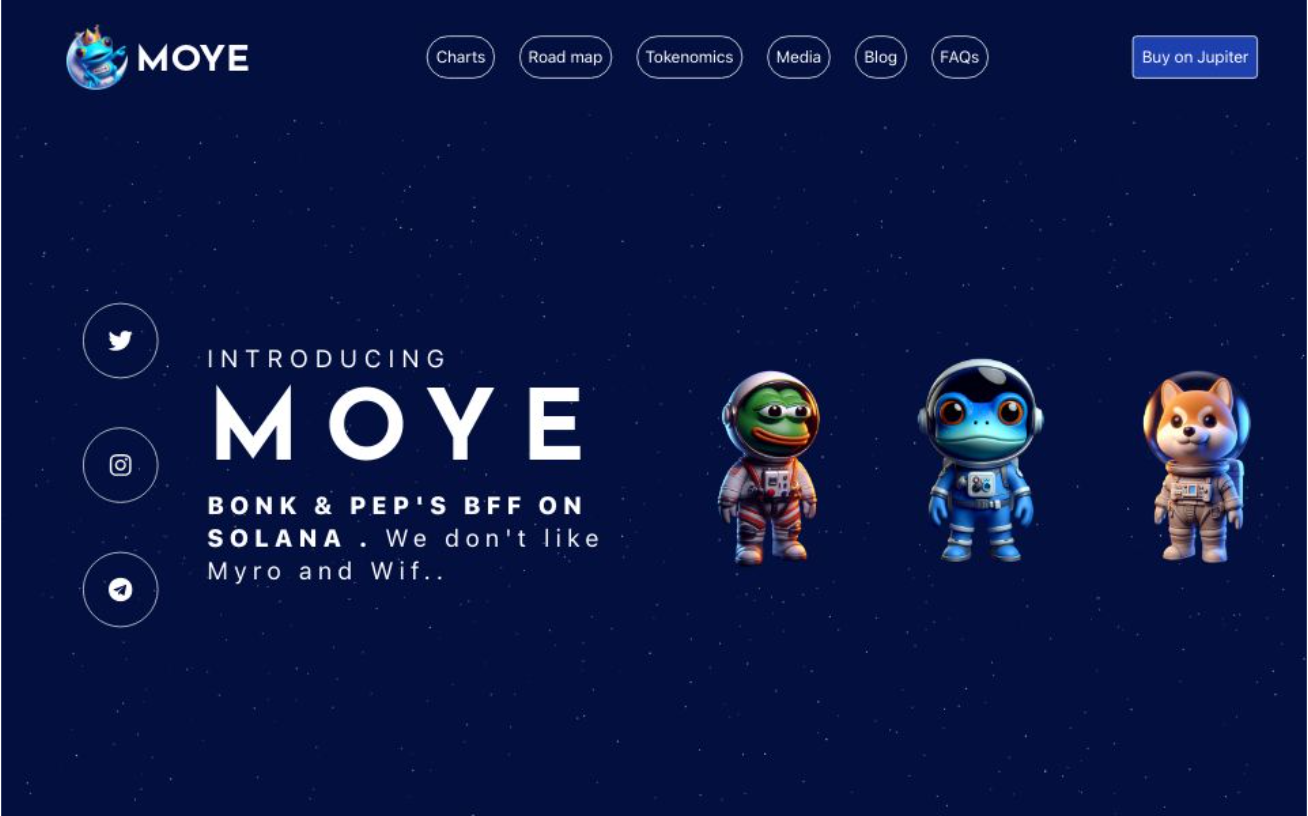 MOYE
Charts
Road map
Tokenomics
Media
Blog
FAQs
Buy on Jupiter
INTRODUCING
MOYE
BONK & PEP'S BFF ON
SOLANA . We don't like
Myro and Wif..